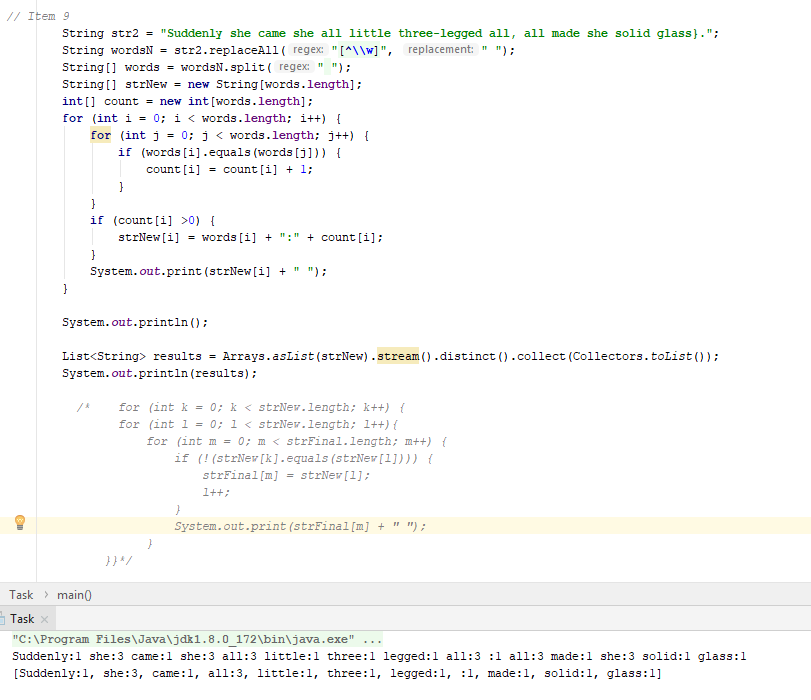 // Item 9
String str2 = "Suddenly she came she all little three-legged all, all made she solid glass}.";
String wordsN = str2.replaceAll( regex: "[^\\w]", replacement: " ");
String[] words = wordsN.split( regex: " ");
String[] strNew = new String[words.length];
int[] count = new int[words.length];
for (int i = 0; i < words.length; i++) {
for (int j = 0; j < words.length; j++) {
if (words[i].equals(words[j])) {
count[i] = count[i] + 1;
}
}
if (count[i] >0) {
strNew[i] = words[i] + ":" + count[i];
}
System.out.print(strNew[i] + " ");
}
System.out.println();
List<String> results = Arrays.asList(strNew).stream().distinct().collect(Collectors.toList());
System.out.println(results);
/* for (int k = 0; k < strNew.length; k++) {
for (int l = 0; l < strNew.length; l++){
for (int m = 0; m < strFinal.length; m++) {
if (!(strNew[k].equals(strNew[l]))) {
strFinal[m] = strNew[l];
l++;
}
System.out.print(strFinal[m] + " ");
}
}}*/
Task › main()
Task ×
"C:\Program Files\Java\jdk1.8.0_172\bin\java.exe" ...
Suddenly:1 she:3 came:1 she:3 all:3 little:1 three:1 legged:1 all:3 :1 all:3 made:1 she:3 solid:1 glass:1
[Suddenly:1, she:3, came:1, all:3, little:1, three:1, legged:1, :1, made:1, solid:1, glass:1]